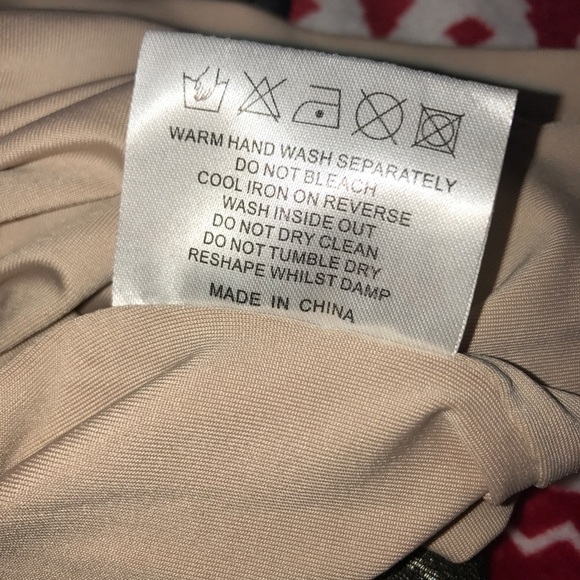 WARM HAND WASH SEPARATELY
DO NOT BLEACH
COOL IRON ON REVERSE
WASH INSIDE OUT
DO NOT DRY CLEAN
DO NOT TUMBLE DRY
RESHAPE WHILST DAMP
MADE IN CHINA